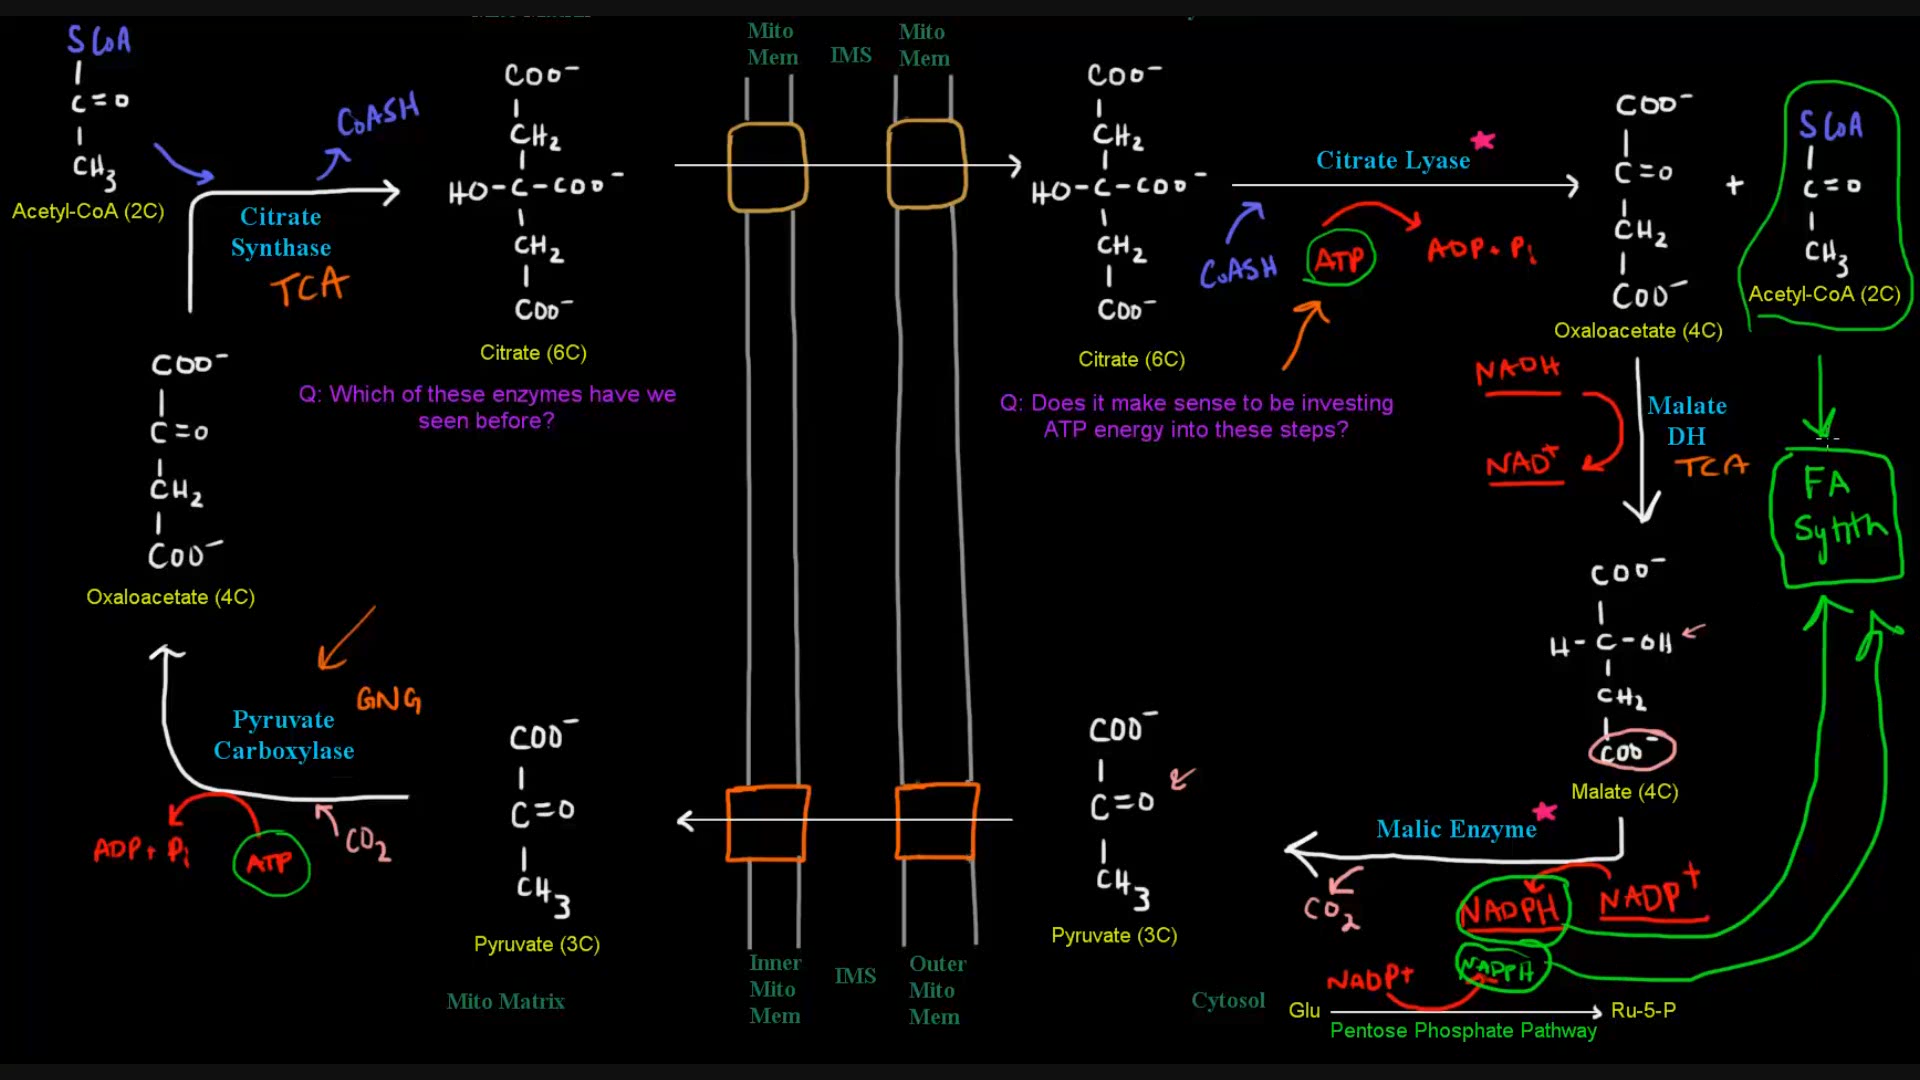 Mito
Mem
IMS
Mito
Mem
SCoA
C=O
CH3
Acetyl-CoA (2C)
CoASH
Citrate
Synthase
TCA
COO-
CH2
HO-C-COO-
CH2
COO-
Citrate (6C)
COO-
CH2
HO-C-COO-
CH2
COO-
Citrate (6C)
Citrate Lyase
CoASH
ATP
ADP + Pi
COO-
C=O
CH2
COO-
Oxaloacetate (4C)
+
SCoA
C=O
CH3
Acetyl-CoA (2C)
Q: Which of these enzymes have we
seen before?
Q: Does it make sense to be investing
ATP energy into these steps?
NADH
NAD+
Malate
DH
TCA
FA
Synth
COO-
C=O
CH2
COO-
Oxaloacetate (4C)
COO-
H-C-OH
CH2
COO-
Malate (4C)
GNG
Pyruvate
Carboxylase
ADP + Pi
ATP
CO2
COO-
C=O
CH3
Pyruvate (3C)
COO-
C=O
CH3
Pyruvate (3C)
Malic Enzyme
CO2
NADPH
NADP+
NADP+
NADPH
Glu
Ru-5-P
Pentose Phosphate Pathway
Mito Matrix
Inner
Mito
Mem
IMS
Outer
Mito
Mem
Cytosol